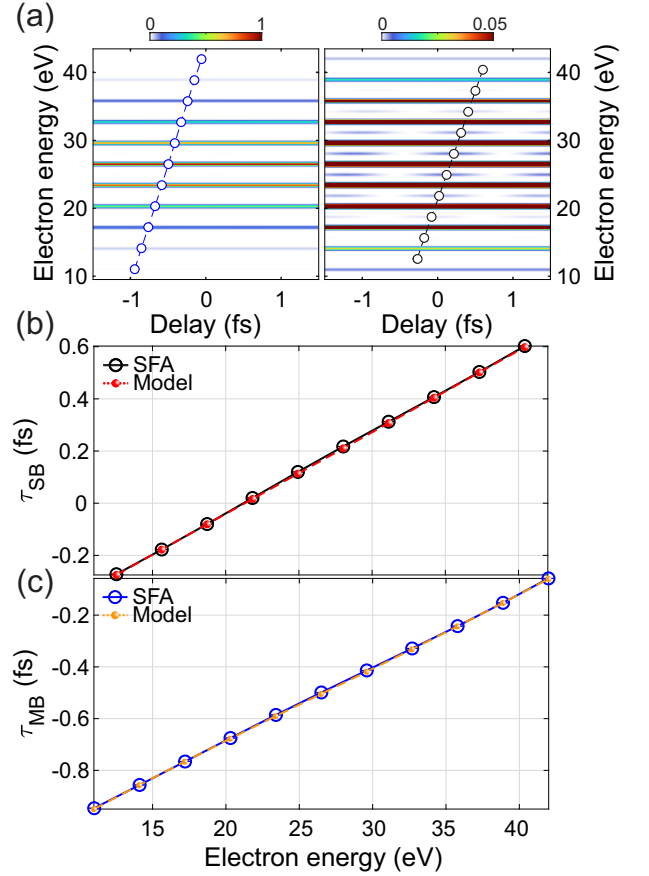 (a)
0 1
0 0.05
Electron energy (eV)
40
30
20
10
-1 0 1
Delay (fs)
-1 0 1
Delay (fs)
40
30
20
10
Electron energy (eV)
(b)
0.6
0.4
0.2
0
-0.2
τSB (fs)
SFA
Model
(c)
-0.2
-0.4
-0.6
-0.8
τMB (fs)
SFA
Model
15 20 25 30 35 40
Electron energy (eV)